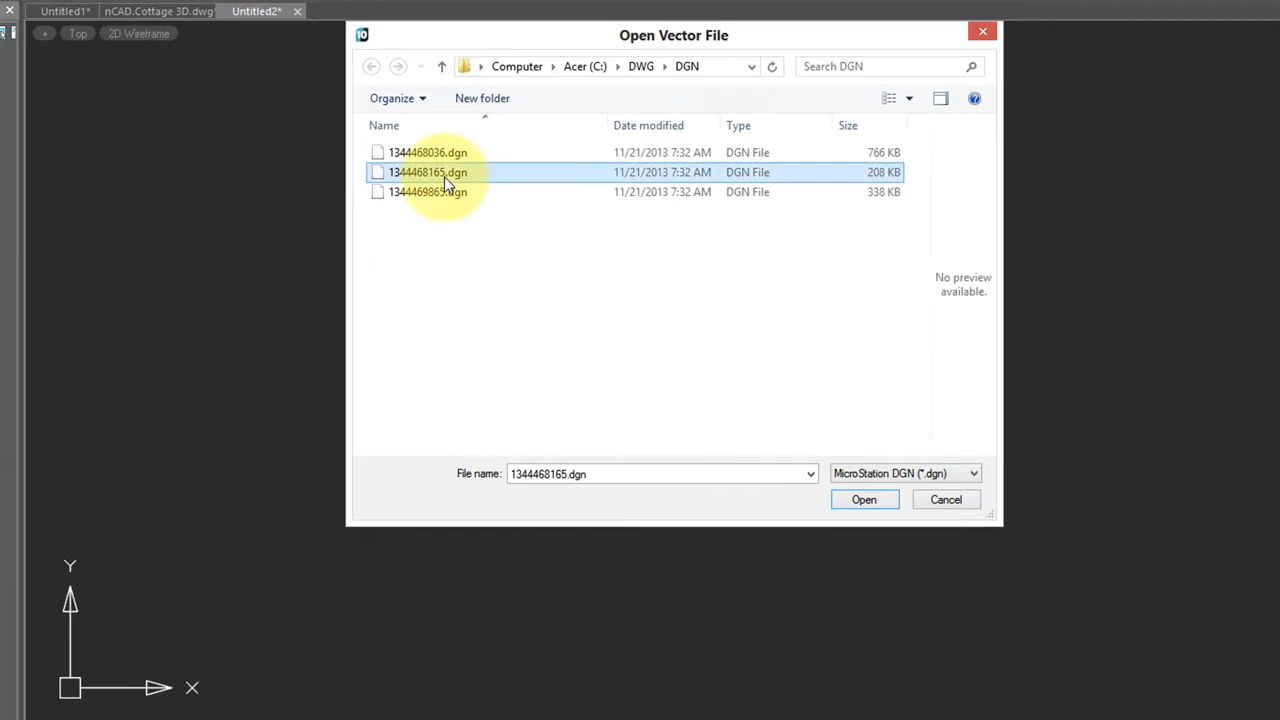 Untitled1* nCAD.Cottage 3D.dwg* Untitled2*
+ Top 2D Wireframe
10 Open Vector File
Computer Acer (C:) DWG DGN Search DGN
Organize New folder
Name Date modified Type Size
1344468036.dgn 11/21/2013 7:32 AM DGN File 766 KB
1344468165.dgn 11/21/2013 7:32 AM DGN File 208 KB
1344469865.dgn 11/21/2013 7:32 AM DGN File 338 KB
No preview
available.
File name: 1344468165.dgn MicroStation DGN (*.dgn)
Open Cancel
Y
X